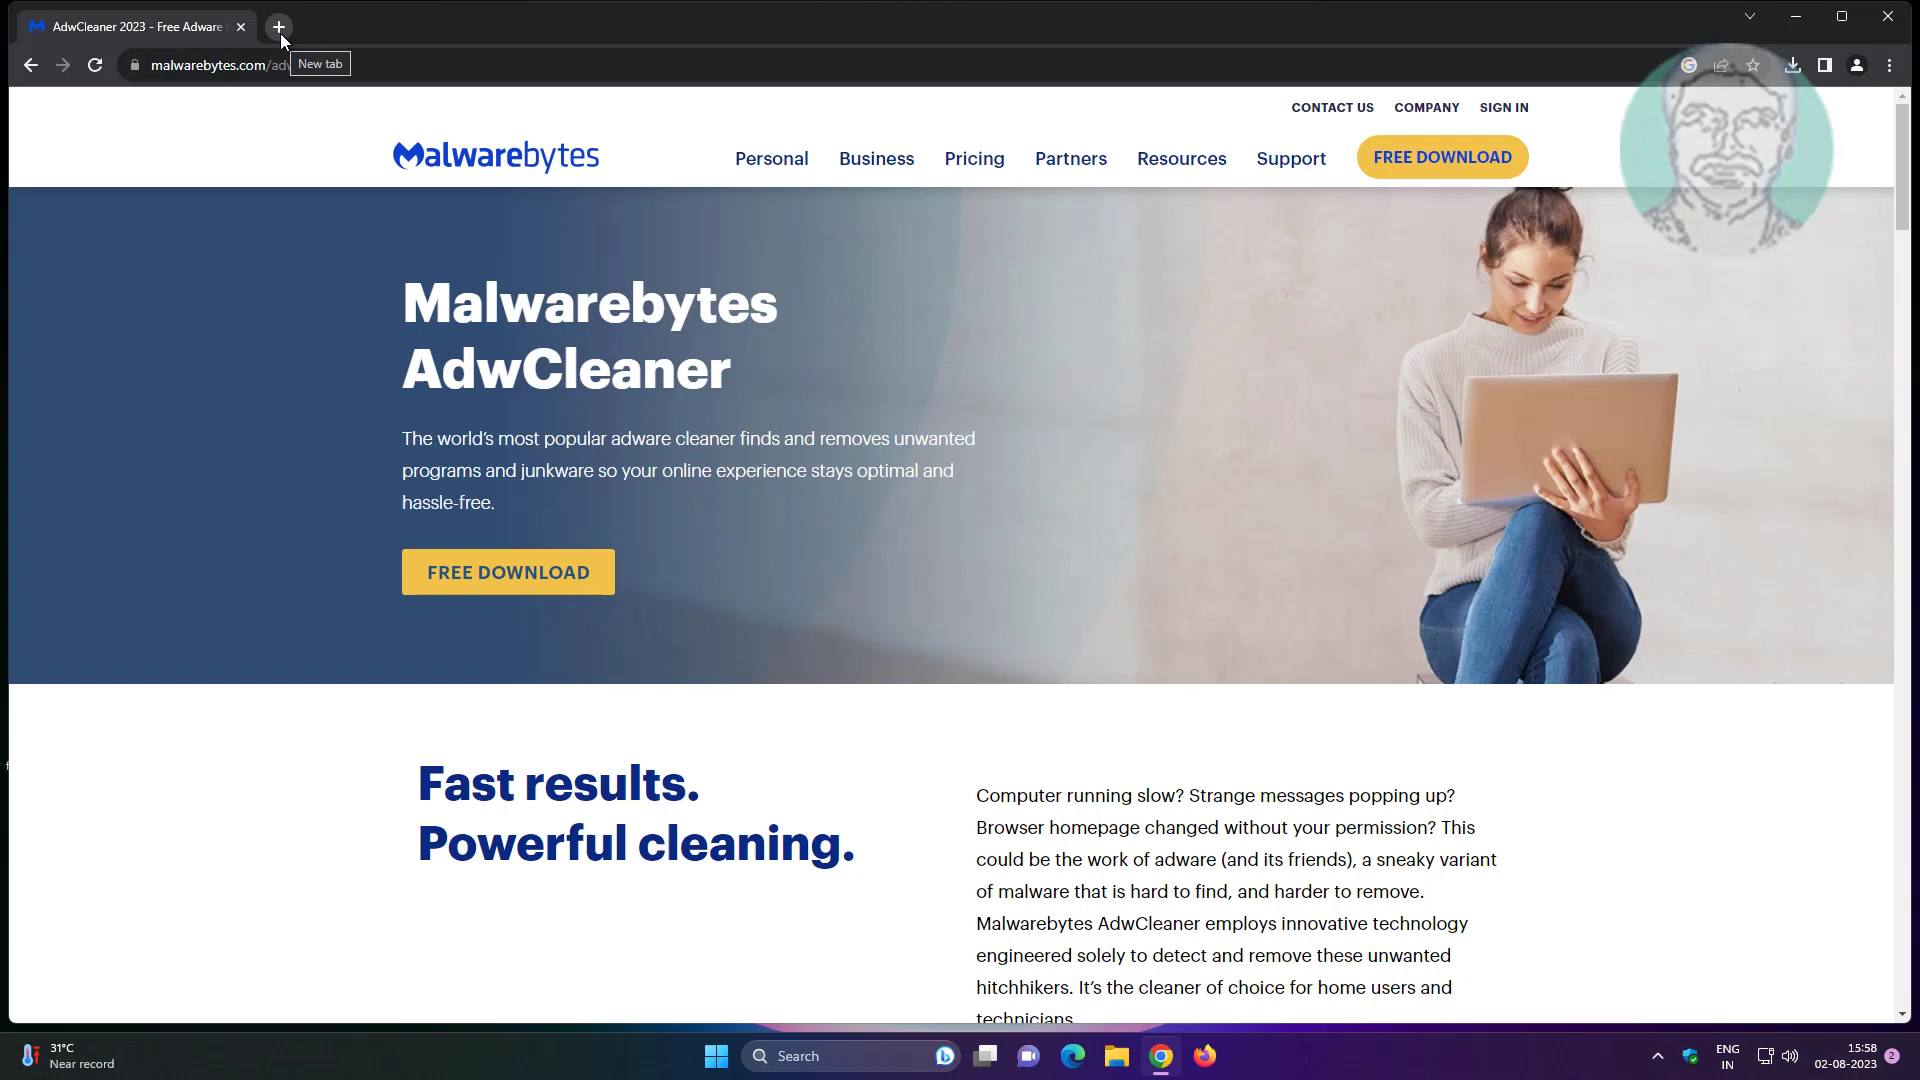 AdwCleaner 2023 - Free Adware
New tab
malwarebytes.com/adv
CONTACT US COMPANY SIGN IN
Malwarebytes
Personal Business Pricing Partners Resources Support FREE DOWNLOAD
Malwarebytes
AdwCleaner
The world's most popular adware cleaner finds and removes unwanted
programs and junkware so your online experience stays optimal and
hassle-free.
FREE DOWNLOAD
Fast results.
Powerful cleaning.
Computer running slow? Strange messages popping up?
Browser homepage changed without your permission? This
could be the work of adware (and its friends), a sneaky variant
of malware that is hard to find, and harder to remove.
Malwarebytes AdwCleaner employs innovative technology
engineered solely to detect and remove these unwanted
hitchhikers. It's the cleaner of choice for home users and
technicians.
31°C
Near record
Search
ENG
IN
15:58
02-08-2023
2